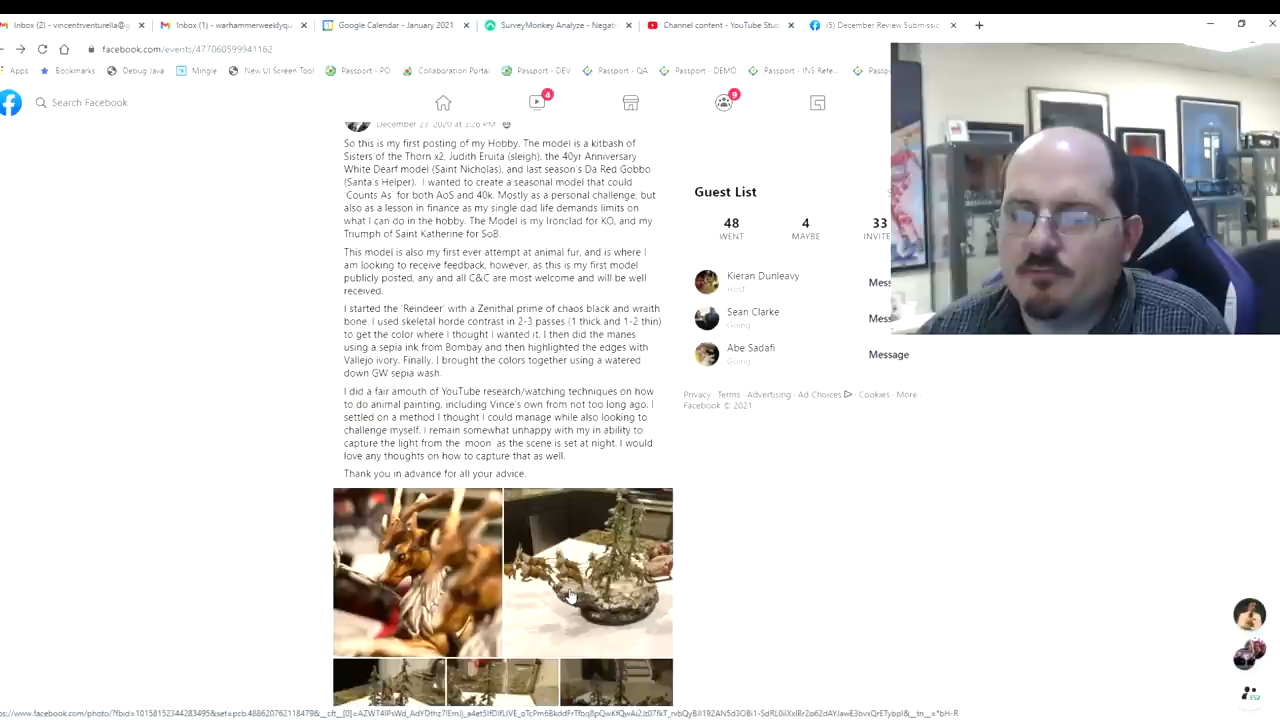 Inbox (2) - vincentrventurella@g
Inbox (1) - warhammerweeklyqu
Google Calendar - January 2021
SurveyMonkey Analyze - Negati
Channel content - YouTube Stu
(5) December Review Submissic
facebook.com/events/477060599941162
Apps
Bookmarks
Debug Java
Mingle
New UI Screen Tool
Passport - PO
Collaboration Portal
Passport - DEV
Passport - QA
Passport - DEMO
Passport - INS Refe...
Passp
Search Facebook
4
9
December 23, 2020 at 3:26 PM
So this is my first posting of my Hobby. The model is a kitbash of
Sisters of the Thorn x2, Judith Eruita (sleigh), the 40yr Anniversary
White Dwarf model (Saint Nicholas), and last season's Da Red Gobbo
(Santa's Helper). I wanted to create a seasonal model that could
'Counts As' for both AoS and 40k. Mostly as a personal challenge, but
also as a lesson in finance as my single dad life demands limits on
what I can do in the hobby. The Model is my Ironclad for KO, and my
Triumph of Saint Katherine for SoB.
This model is also my first ever attempt at animal fur, and is where I
am looking to receive feedback, however, as this is my first model
publicly posted, any and all C&C are most welcome and will be well
received.
I started the 'Reindeer' with a Zenithal prime of chaos black and wraith
bone. I used skeletal horde contrast in 2-3 passes (1 thick and 1-2 thin)
to get the color where I thought I wanted it. I then did the manes
using a sepia ink from Bombay and then highlighted the edges with
Vallejo ivory. Finally, I brought the colors together using a watered
down GW sepia wash.
I did a fair amouth of YouTube research/watching techniques on how
to do animal painting, including Vince's own from not too long ago. I
settled on a method I thought I could manage while also looking to
challenge myself. I remain somewhat unhappy with my in ability to
capture the light from the 'moon' as the scene is set at night. I would
love any thoughts on how to capture that as well.
Thank you in advance for all your advice.
Guest List
48
4
33
WENT
MAYBE
INVITE
Kieran Dunleavy
Host
Mess
Sean Clarke
Going
Mess
Abe Sadafi
Going
Message
Privacy · Terms · Advertising · Ad Choices · Cookies · More ·
Facebook © 2021
152